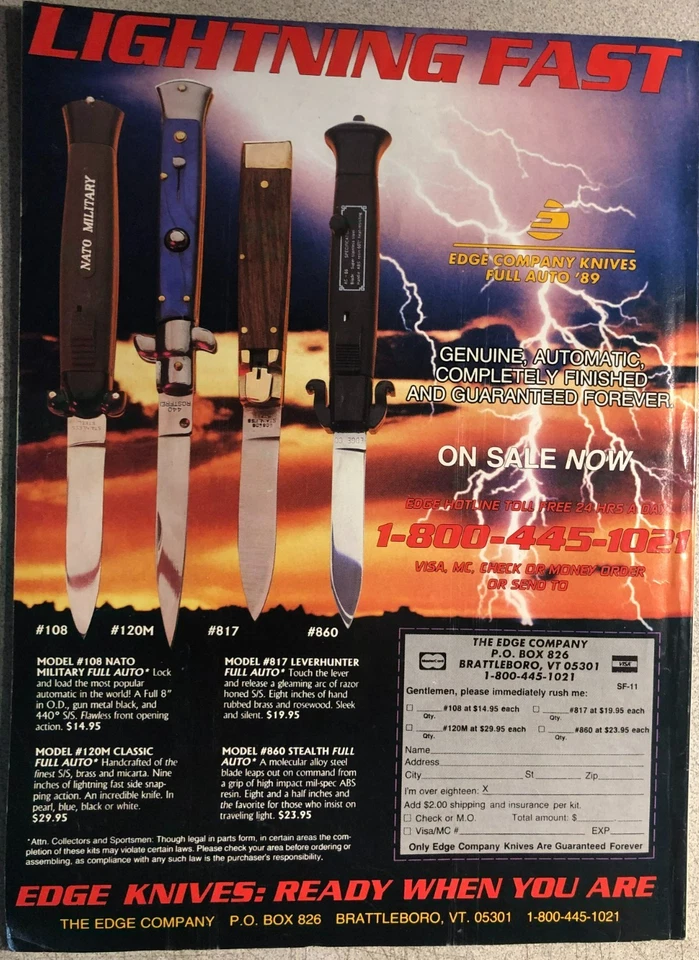 LIGHTNING FAST
NATO MILITARY
440
ROSTFREI
EDGE COMPANY KNIVES
FULL AUTO '89
GENUINE, AUTOMATIC,
COMPLETELY FINISHED
AND GUARANTEED FOREVER.
ON SALE NOW
EDGE HOTLINE TOLL FREE 24 HRS A DAY
1-800-445-1021
VISA, MC, CHECK OR MONEY ORDER
OR SEND TO
#108 #120M #817 #860
MODEL #108 NATO
MILITARY FULL AUTO* Lock
and load the most popular
automatic in the world! A Full 8"
in O.D., gun metal black, and
440° S/S. Flawless front opening
action. $14.95
MODEL #120M CLASSIC
FULL AUTO* Handcrafted of the
finest S/S, brass and micarta. Nine
inches of lightning fast side snap-
ping action. An incredible knife. In
pearl, blue, black or white.
$29.95
MODEL #817 LEVERHUNTER
FULL AUTO* Touch the lever
and release a gleaming arc of razor
honed S/S. Eight inches of hand
rubbed brass and rosewood. Sleek
and silent. $19.95
MODEL #860 STEALTH FULL
AUTO* A molecular alloy steel
blade leaps out on command from
a grip of high impact mil-spec ABS
resin. Eight and a half inches and
the favorite for those who insist on
traveling light. $23.95
*Attn. Collectors and Sportsmen: Though legal in parts form, in certain areas the com-
pletion of these kits may violate certain laws. Please check your area before ordering or
assembling, as compliance with any such law is the purchaser's responsibility.
THE EDGE COMPANY
P.O. BOX 826
BRATTLEBORO, VT 05301
1-800-445-1021
VISA
SF-11
Gentlemen, please immediately rush me:
#108 at $14.95 each #817 at $19.95 each
Qty. Qty.
#120M at $29.95 each #860 at $23.95 each
Qty. Qty.
Name
Address
City St Zip
I'm over eighteen: X
Add $2.00 shipping and insurance per kit.
Check or M.O. Total amount: $
Visa/MC # EXP
Only Edge Company Knives Are Guaranteed Forever
EDGE KNIVES: READY WHEN YOU ARE
THE EDGE COMPANY P.O. BOX 826 BRATTLEBORO, VT. 05301 1-800-445-1021